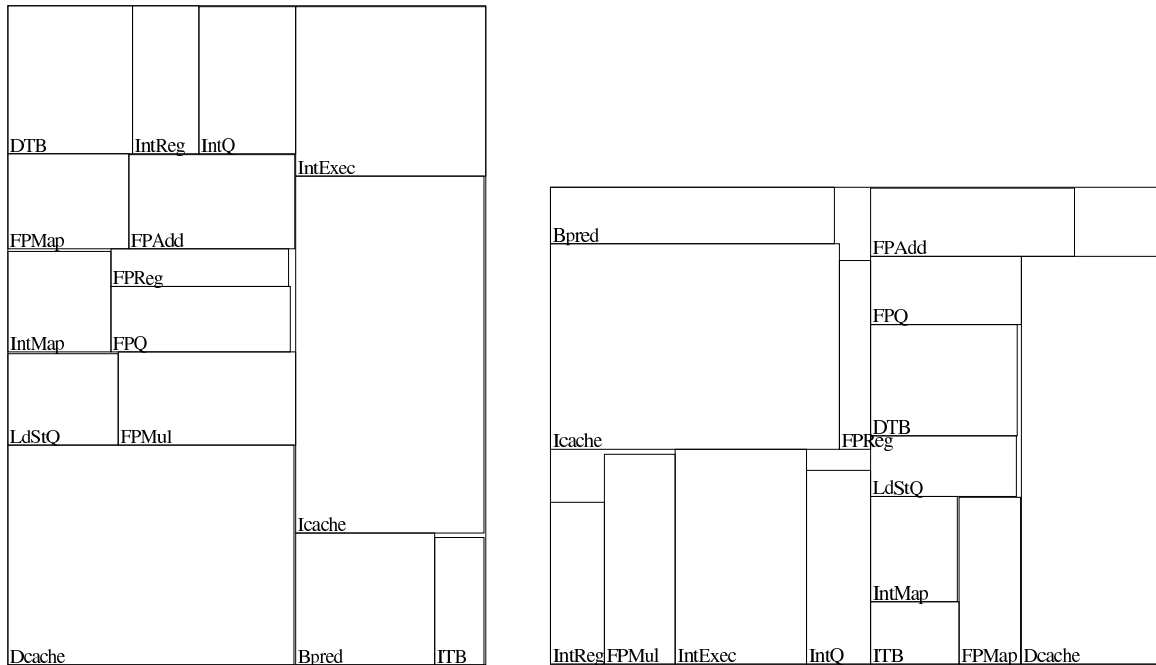 DTB IntReg IntQ
IntExec
FPMap FPAdd
FPReg
IntMap FPQ
LdStQ FPMul
Icache
Dcache Bpred ITB
Bpred
FPAdd
FPQ
DTB
Icache FPReg
LdStQ
IntMap
IntReg FPMul IntExec IntQ ITB FPMap Dcache